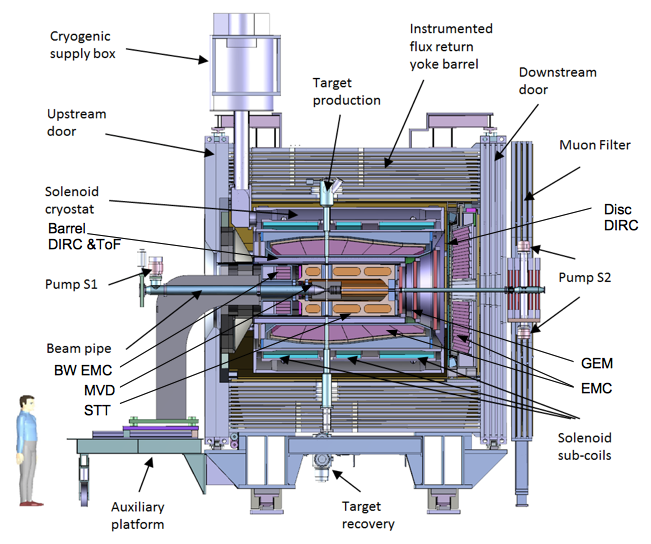 Cryogenic
supply box
Instrumented
flux return
yoke barrel
Target
production
Downstream
door
Upstream
door
Muon Filter
Solenoid
cryostat
Barrel
DIRC &ToF
Disc
DIRC
Pump S1
Pump S2
Beam pipe
BW EMC
MVD
STT
GEM
EMC
Solenoid
sub-coils
Auxiliary
platform
Target
recovery